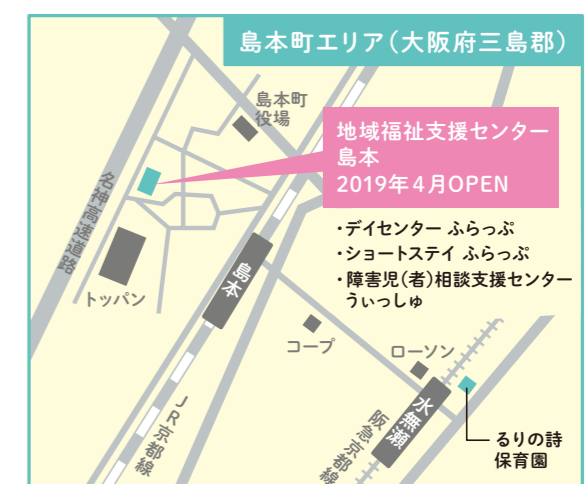 島本町エリア（大阪府三島郡）
島本町
役場
地域福祉支援センター
島本
2019年4月OPEN
・デイセンター ふらっぷ
・ショートステイ ふらっぷ
・障害児（者）相談支援センター
うぃっしゅ
名神高速道路
トッパン
島本
コープ
ローソン
水無瀬
JR京都線
阪急京都線
るりの詩
保育園